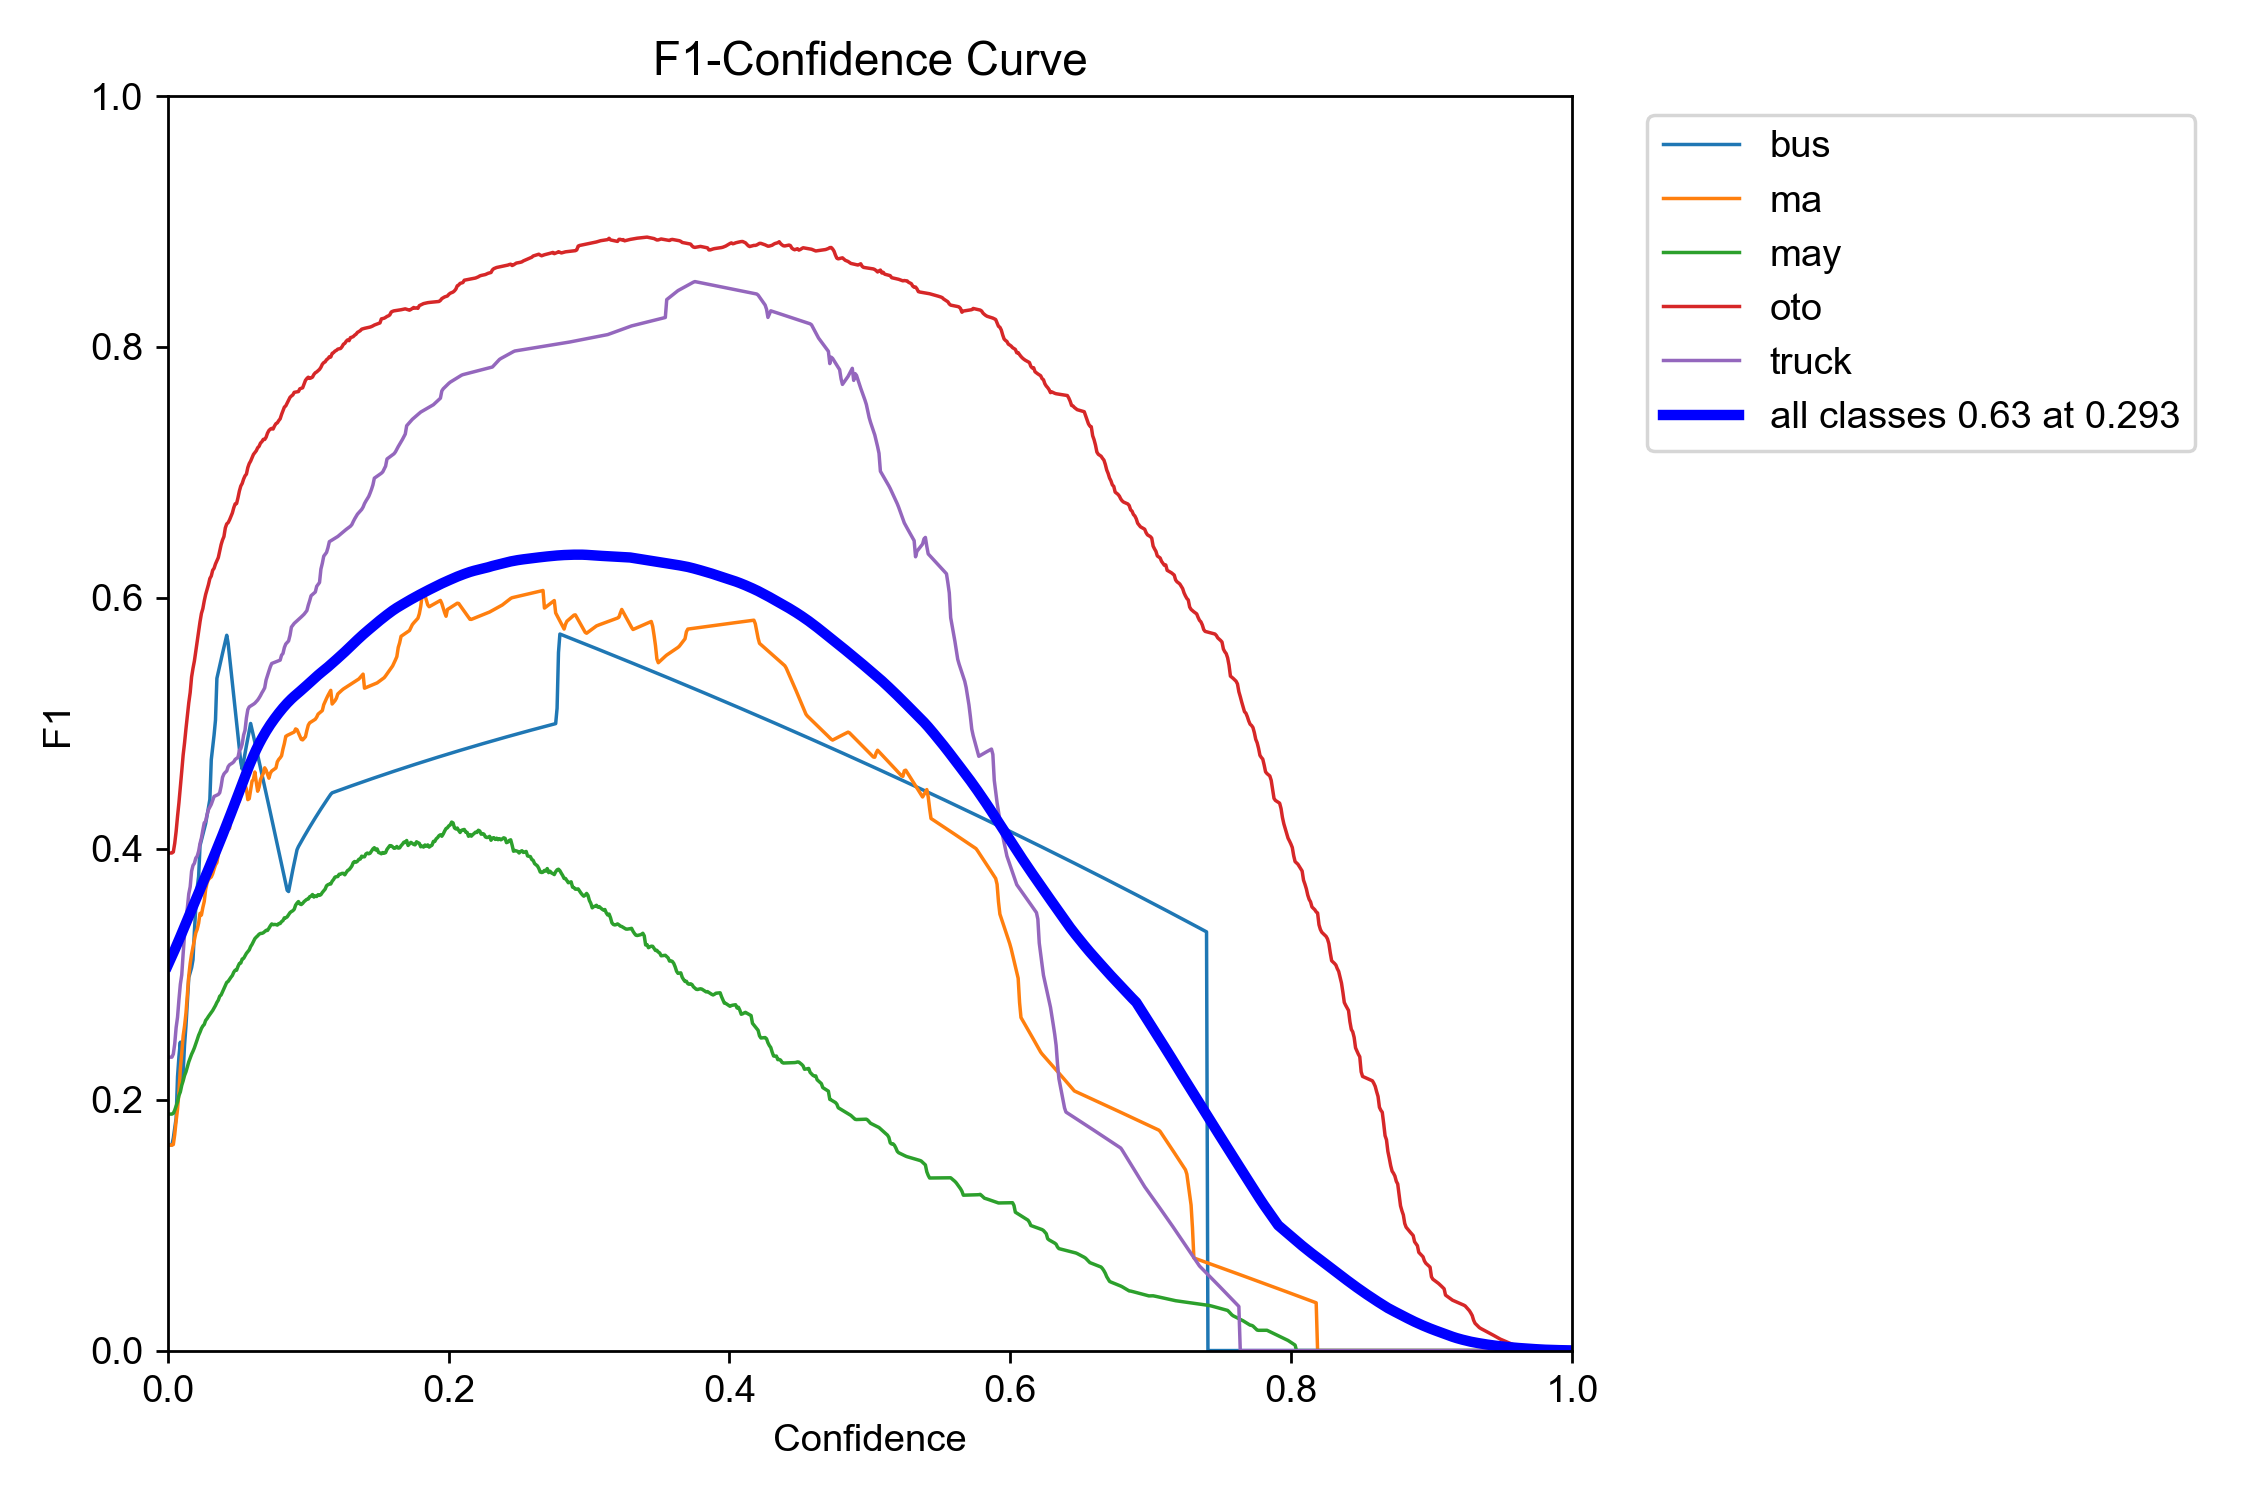 F1-Confidence Curve
1.0
0.8
0.6
0.4
0.2
0.0
F1
0.0 0.2 0.4 0.6 0.8 1.0
Confidence
bus
ma
may
oto
truck
all classes 0.63 at 0.293